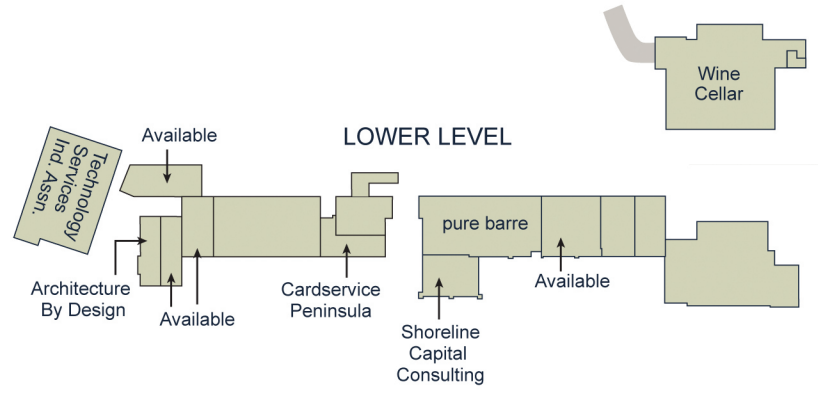 Wine
Cellar
LOWER LEVEL
Available
Technology
Services
Ind. Assn.
pure barre
Architecture
By Design
Available
Cardservice
Peninsula
Available
Shoreline
Capital
Consulting